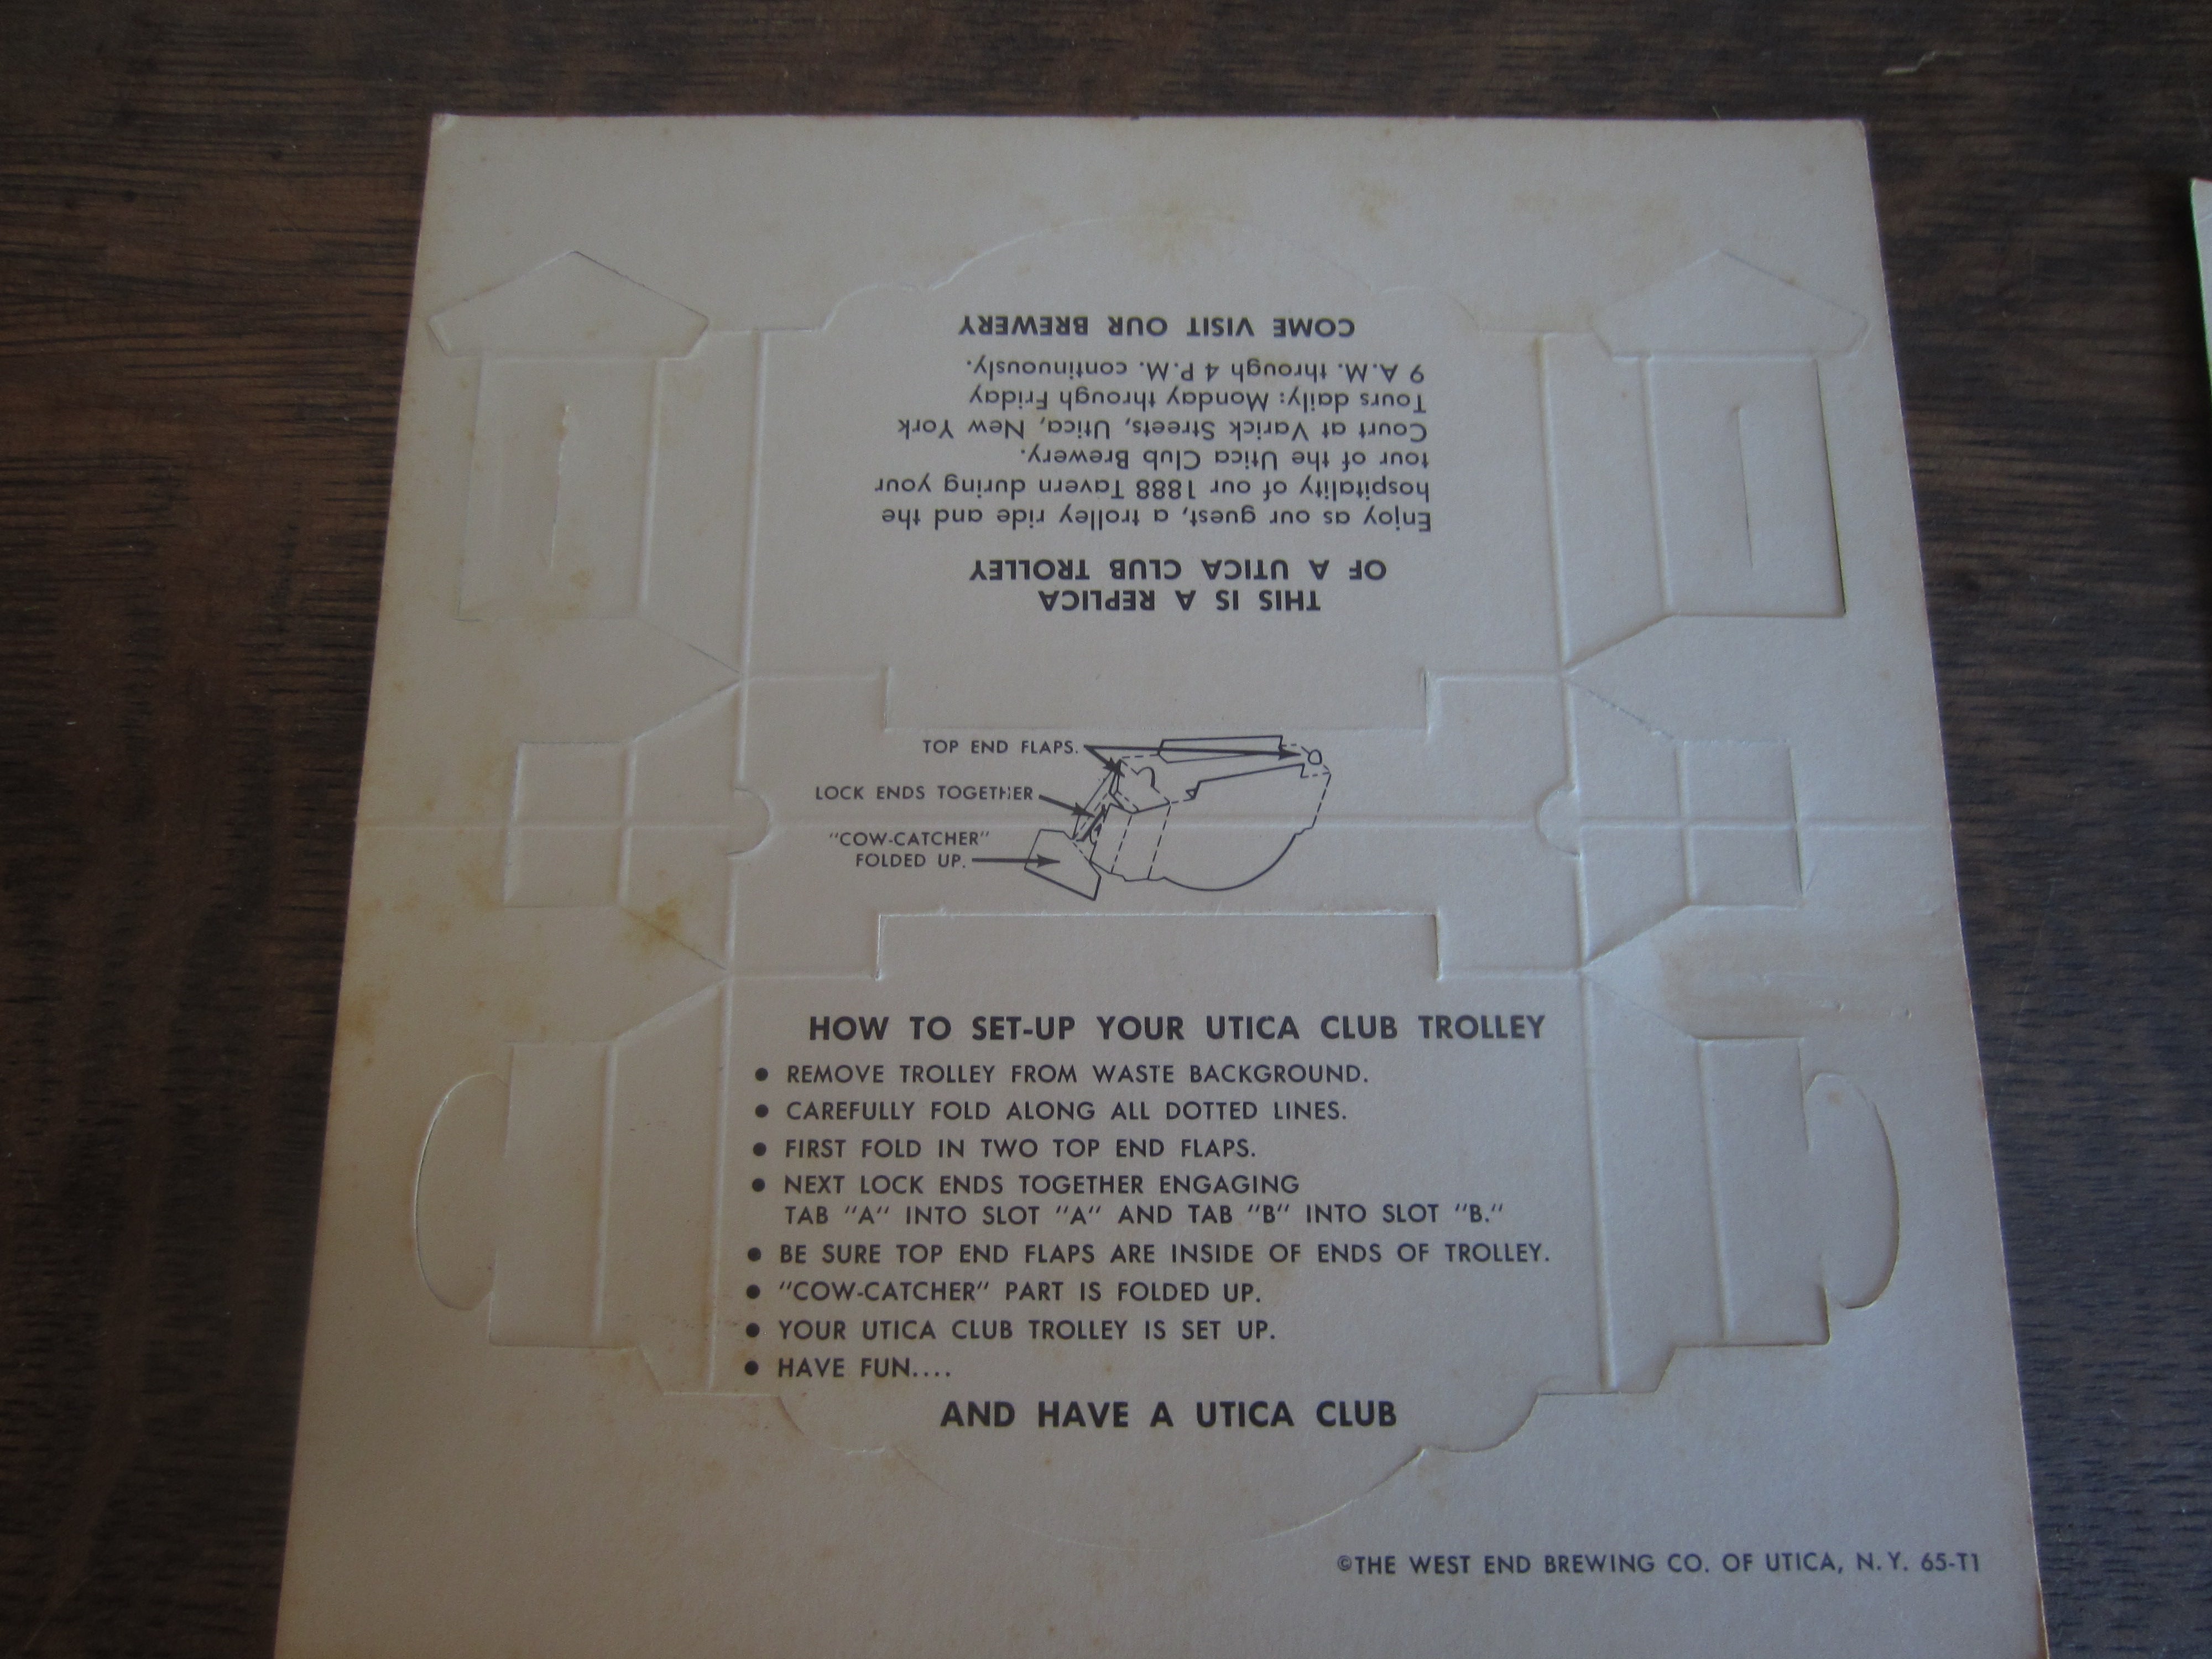 THIS IS A REPLICA
OF A UTICA CLUB TROLLEY
Enjoy as our guest, a trolley ride and the
hospitality of our 1888 Tavern during your
tour of the Utica Club Brewery.
Court at Varick Streets, Utica, New York
Tours daily: Monday through Friday
9 A.M. through 4 P.M. continuously.
COME VISIT OUR BREWERY
TOP END FLAPS.
LOCK ENDS TOGETHER
"COW-CATCHER"
FOLDED UP.
HOW TO SET-UP YOUR UTICA CLUB TROLLEY
• REMOVE TROLLEY FROM WASTE BACKGROUND.
• CAREFULLY FOLD ALONG ALL DOTTED LINES.
• FIRST FOLD IN TWO TOP END FLAPS.
• NEXT LOCK ENDS TOGETHER ENGAGING
TAB "A" INTO SLOT "A" AND TAB "B" INTO SLOT "B."
• BE SURE TOP END FLAPS ARE INSIDE OF ENDS OF TROLLEY.
• "COW-CATCHER" PART IS FOLDED UP.
• YOUR UTICA CLUB TROLLEY IS SET UP.
• HAVE FUN....
AND HAVE A UTICA CLUB
©THE WEST END BREWING CO. OF UTICA, N.Y. 65-T1